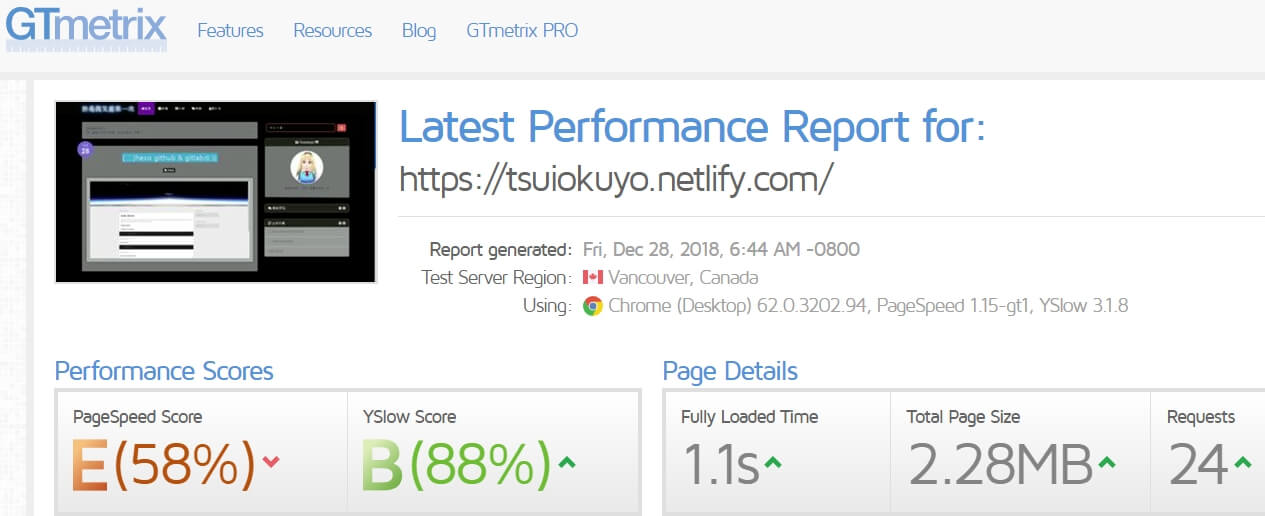 GTmetrix
Features Resources Blog GTmetrix PRO
Latest Performance Report for:
https://tsuiokuyo.netlify.com/
Report generated: Fri, Dec 28, 2018, 6:44 AM -0800
Test Server Region: Vancouver, Canada
Using: Chrome (Desktop) 62.0.3202.94, PageSpeed 1.15-gt1, YSlow 3.1.8
Performance Scores Page Details
PageSpeed Score YSlow Score Fully Loaded Time Total Page Size Requests
E(58%) B(88%) 1.1s 2.28MB 24